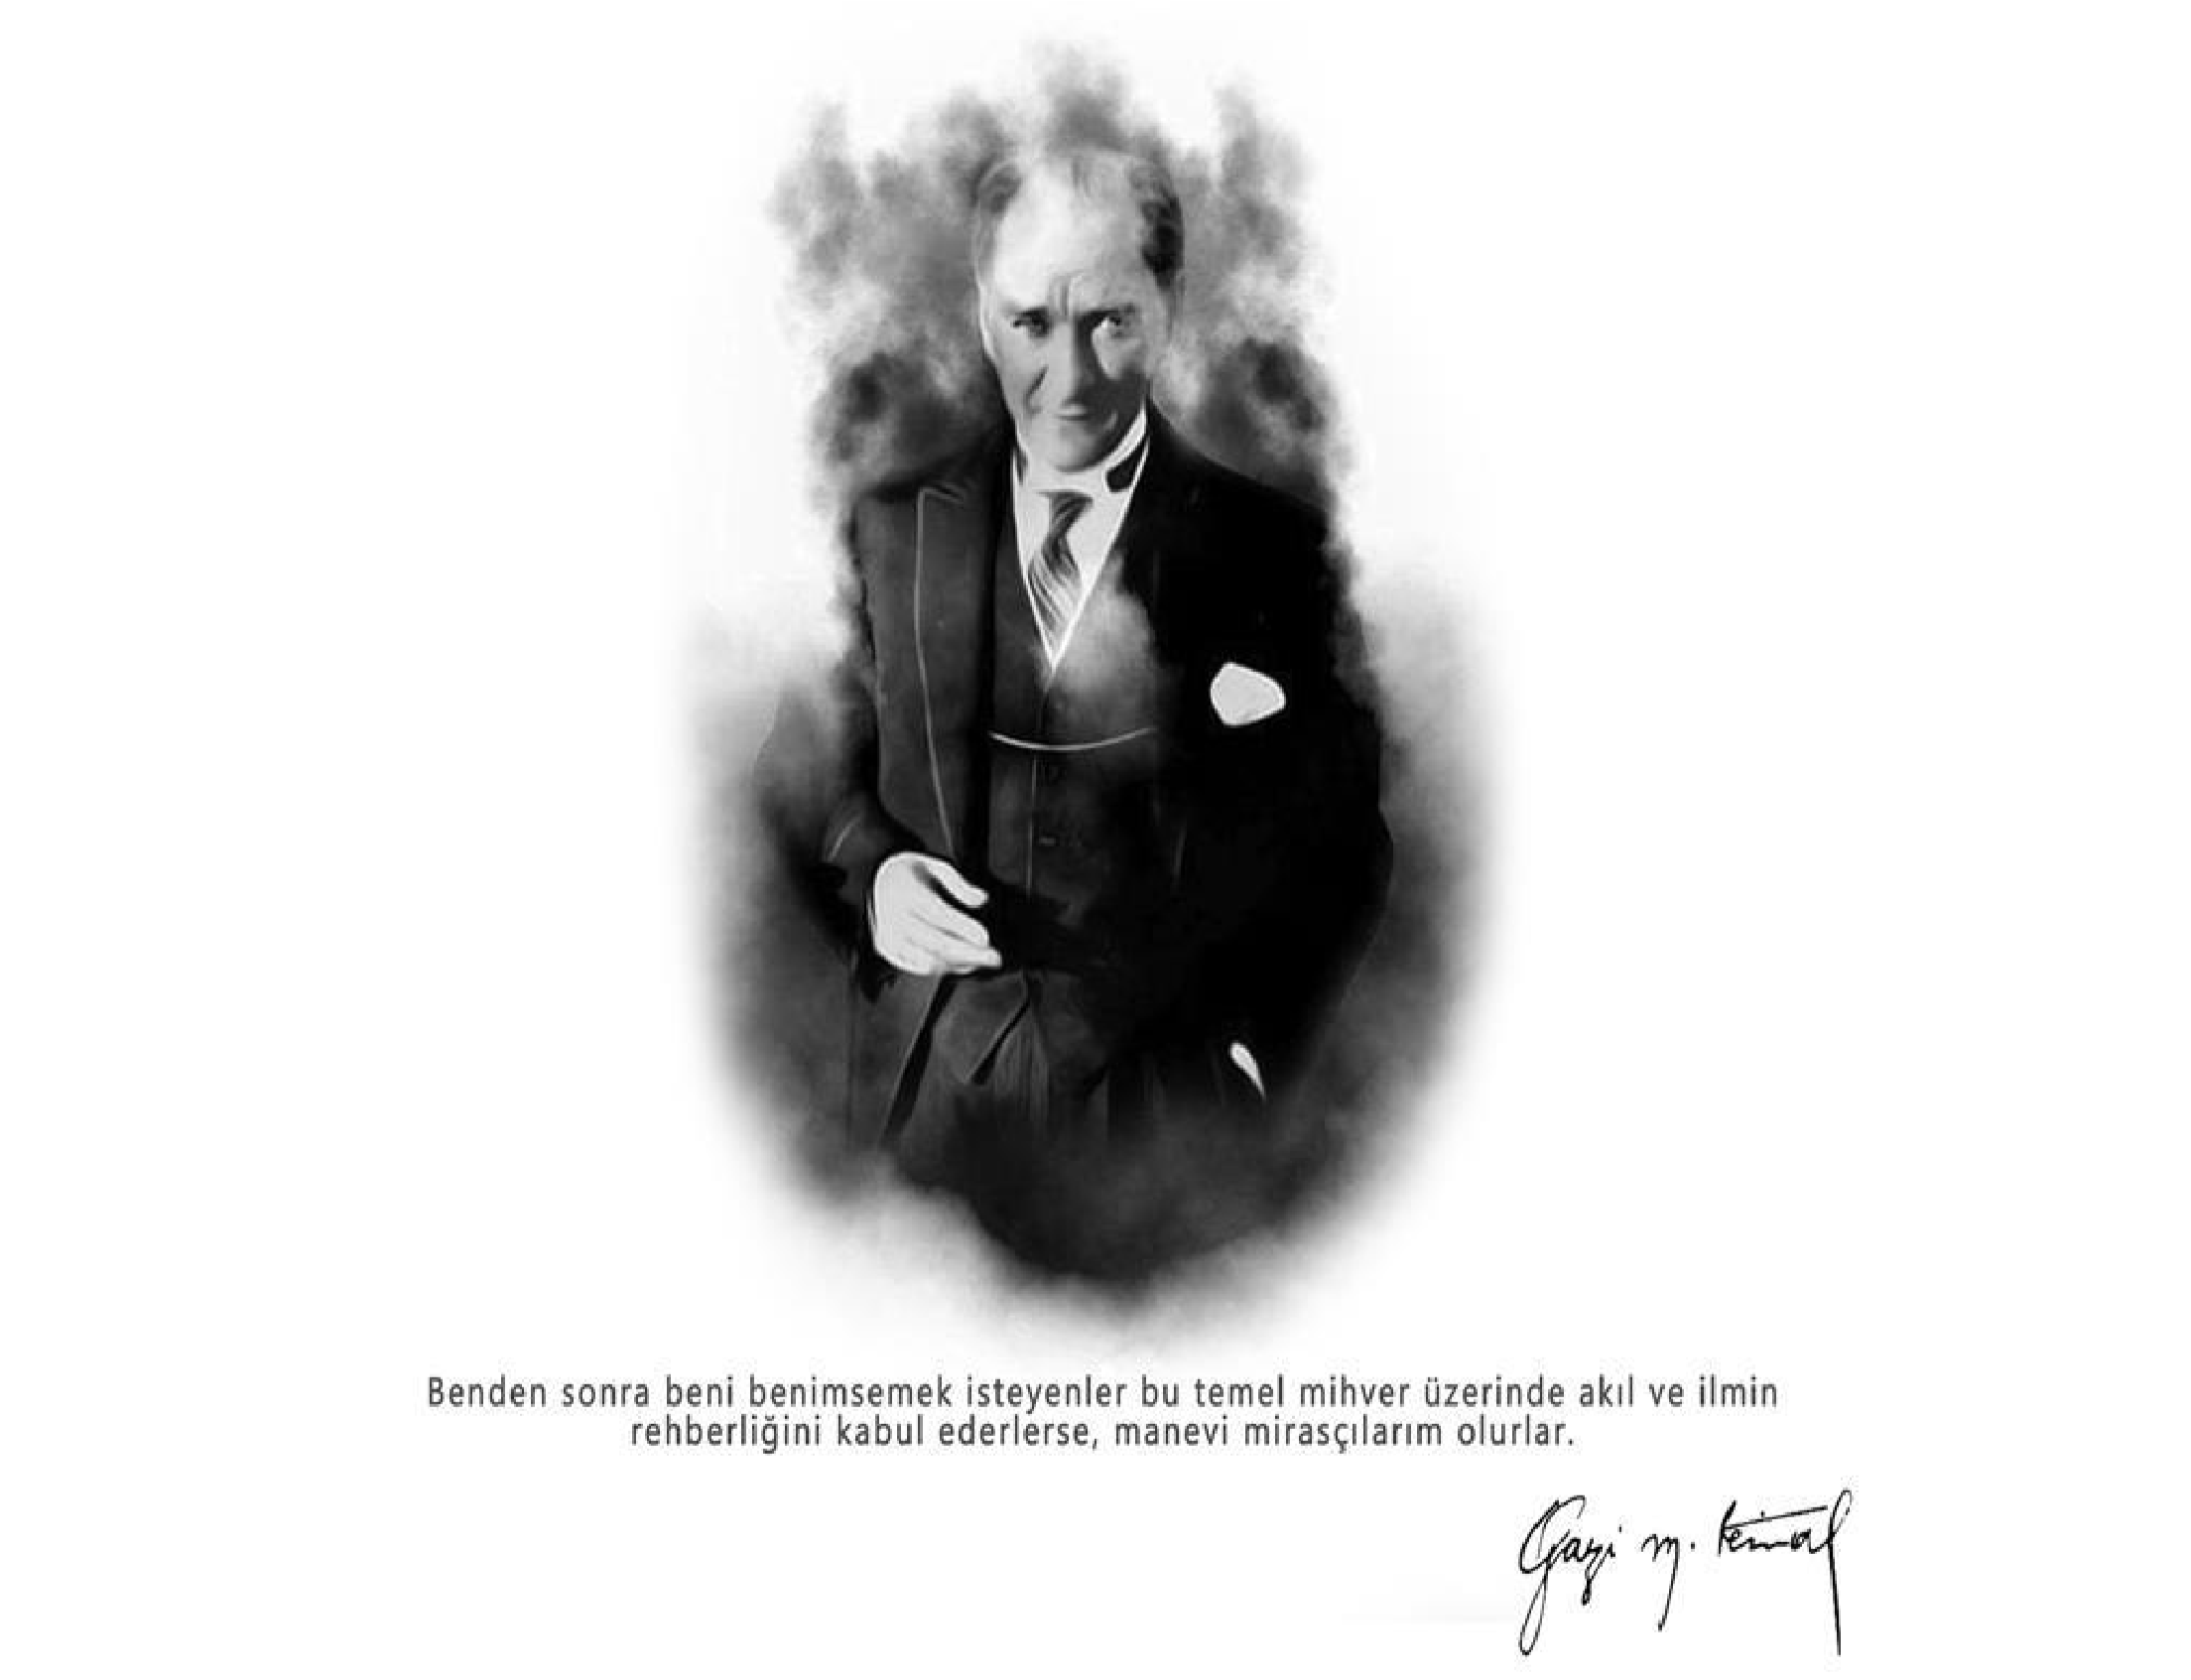 Benden sonra beni benimsemek isteyenler bu temel mihver üzerinde akıl ve ilmin
rehberliğini kabul ederlerse, manevi mirasçılarım olurlar.
Gazi M. Kemal